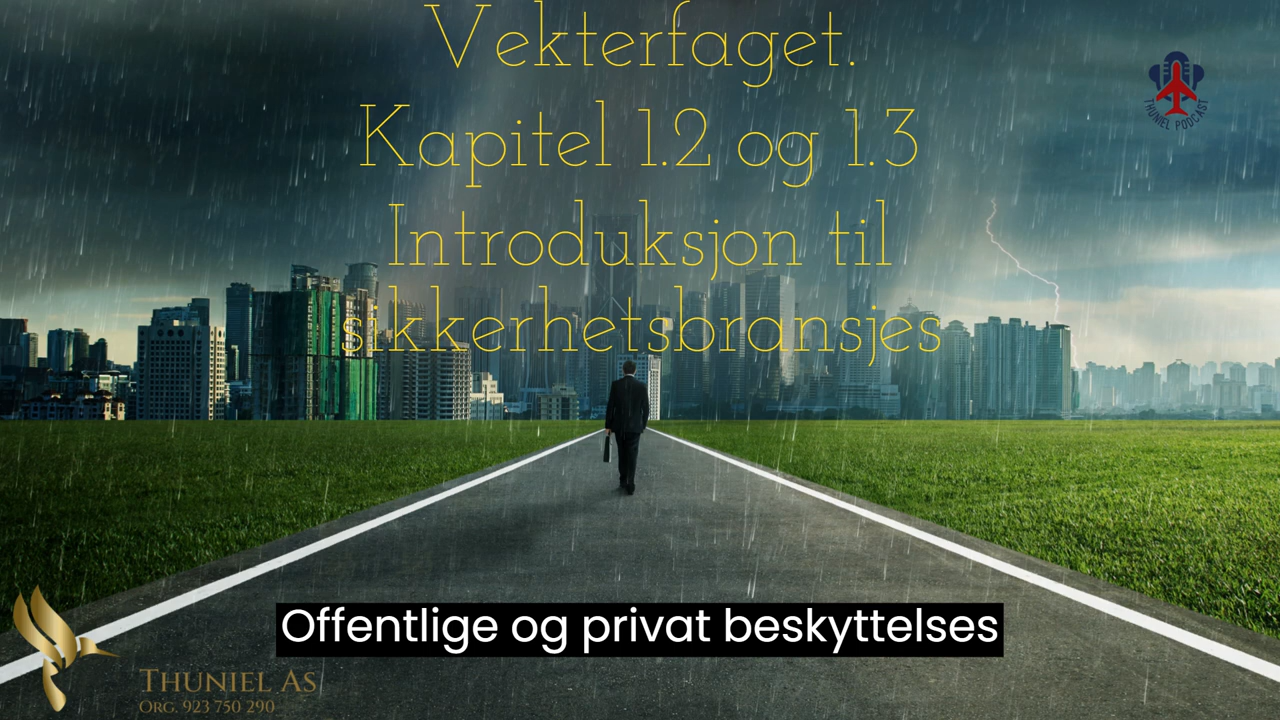 Vekterfaget.
Kapitel 1.2 og 1.3
Introduksjon til
sikkerhetsbransjes
THUNIEL PODCAST
Offentlige og privat beskyttelses
THUNIEL AS
ORG. 923 750 290